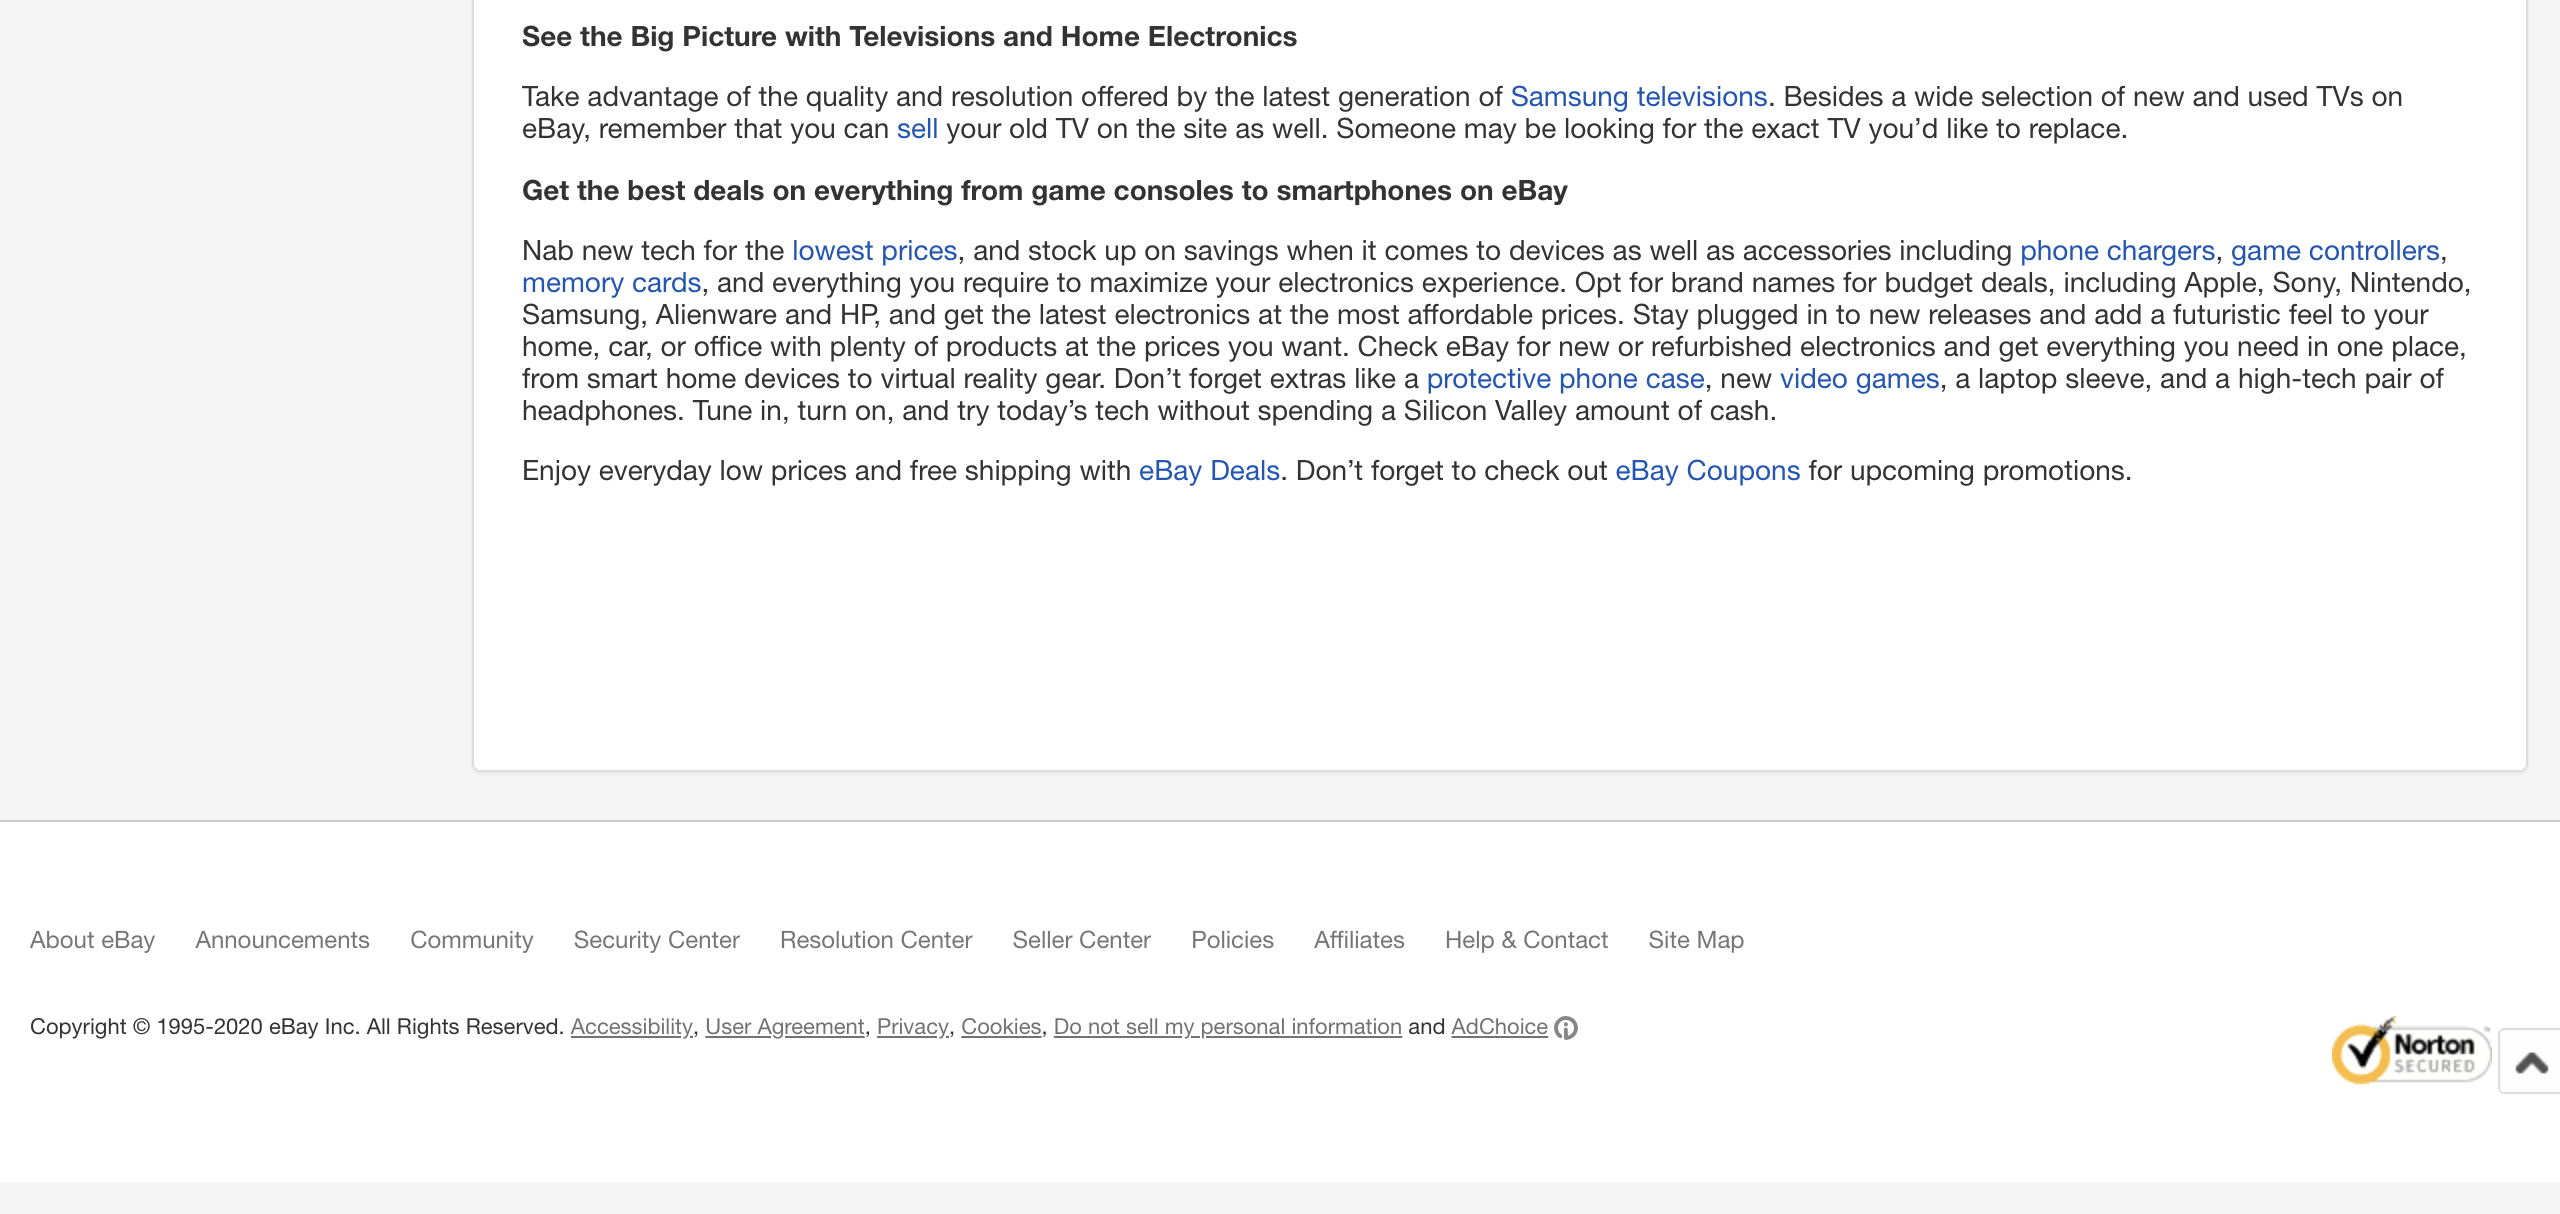 See the Big Picture with Televisions and Home Electronics
Take advantage of the quality and resolution offered by the latest generation of Samsung televisions. Besides a wide selection of new and used TVs on
eBay, remember that you can sell your old TV on the site as well. Someone may be looking for the exact TV you’d like to replace.
Get the best deals on everything from game consoles to smartphones on eBay
Nab new tech for the lowest prices, and stock up on savings when it comes to devices as well as accessories including phone chargers, game controllers,
memory cards, and everything you require to maximize your electronics experience. Opt for brand names for budget deals, including Apple, Sony, Nintendo,
Samsung, Alienware and HP, and get the latest electronics at the most affordable prices. Stay plugged in to new releases and add a futuristic feel to your
home, car, or office with plenty of products at the prices you want. Check eBay for new or refurbished electronics and get everything you need in one place,
from smart home devices to virtual reality gear. Don’t forget extras like a protective phone case, new video games, a laptop sleeve, and a high-tech pair of
headphones. Tune in, turn on, and try today’s tech without spending a Silicon Valley amount of cash.
Enjoy everyday low prices and free shipping with eBay Deals. Don’t forget to check out eBay Coupons for upcoming promotions.
About eBay Announcements Community Security Center Resolution Center Seller Center Policies Affiliates Help & Contact Site Map
Copyright © 1995-2020 eBay Inc. All Rights Reserved. Accessibility, User Agreement, Privacy, Cookies, Do not sell my personal information and AdChoice
Norton
SECURED